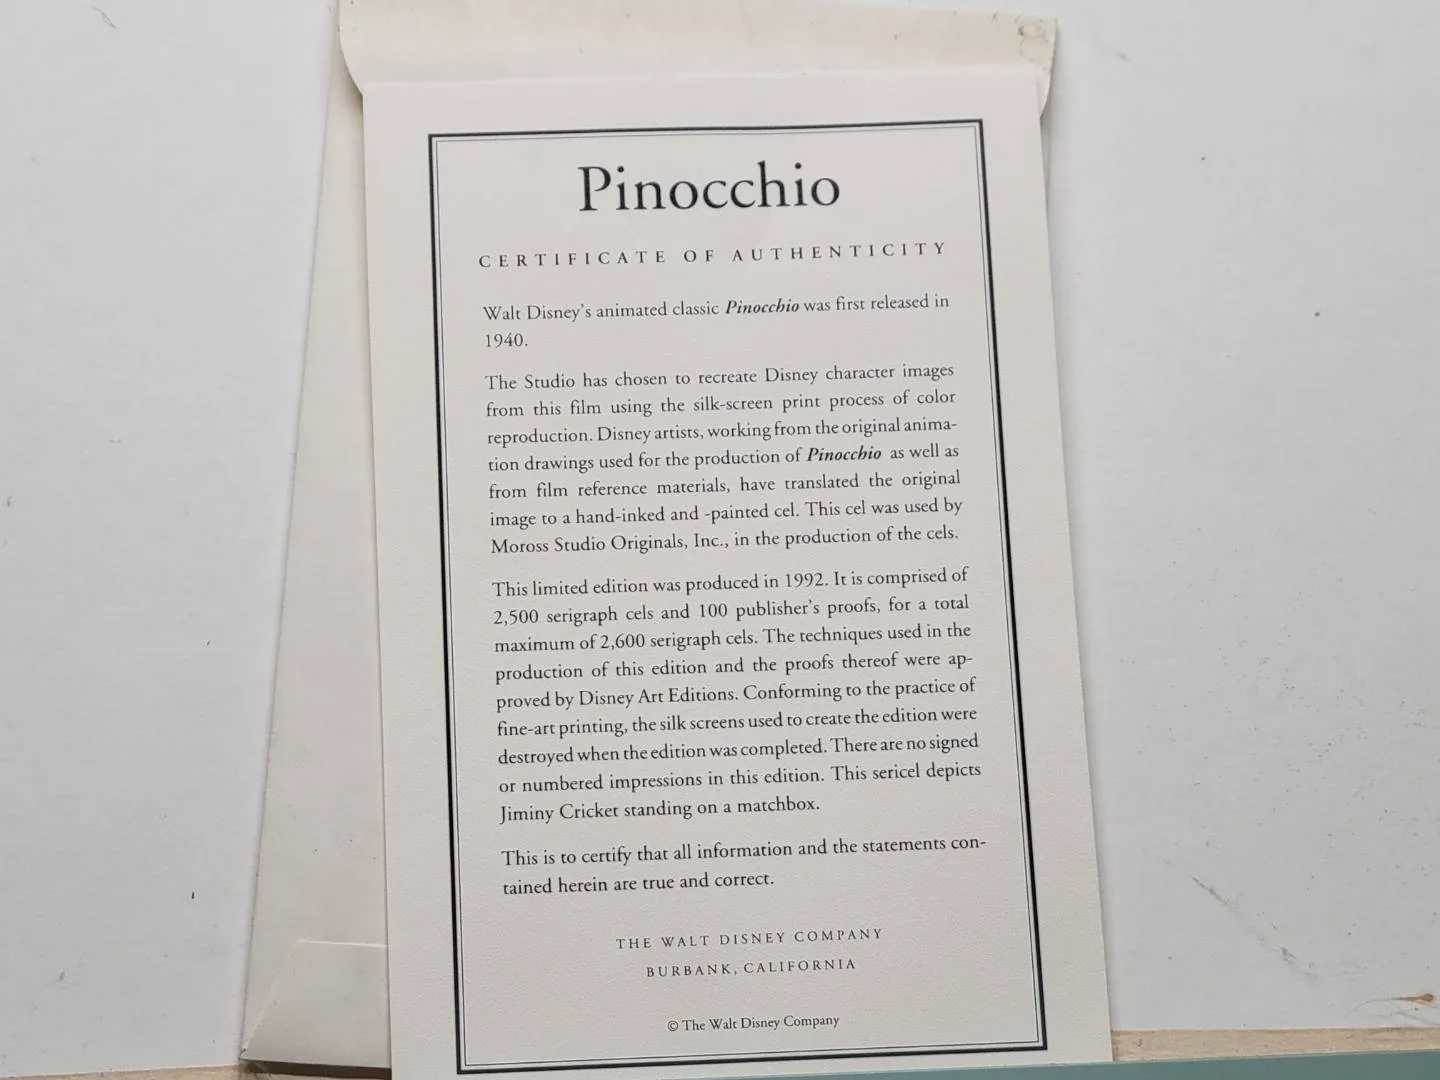 Pinocchio
CERTIFICATE OF AUTHENTICITY
Walt Disney's animated classic Pinocchio was first released in
1940.
The Studio has chosen to recreate Disney character images
from this film using the silk-screen print process of color
reproduction. Disney artists, working from the original anima-
tion drawings used for the production of Pinocchio as well as
from film reference materials, have translated the original
image to a hand-inked and -painted cel. This cel was used by
Moross Studio Originals, Inc., in the production of the cels.
This limited edition was produced in 1992. It is comprised of
2,500 serigraph cels and 100 publisher's proofs, for a total
maximum of 2,600 serigraph cels. The techniques used in the
production of this edition and the proofs thereof were ap-
proved by Disney Art Editions. Conforming to the practice of
fine-art printing, the silk screens used to create the edition were
destroyed when the edition was completed. There are no signed
or numbered impressions in this edition. This sericel depicts
Jiminy Cricket standing on a matchbox.
This is to certify that all information and the statements con-
tained herein are true and correct.
THE WALT DISNEY COMPANY
BURBANK, CALIFORNIA
© The Walt Disney Company